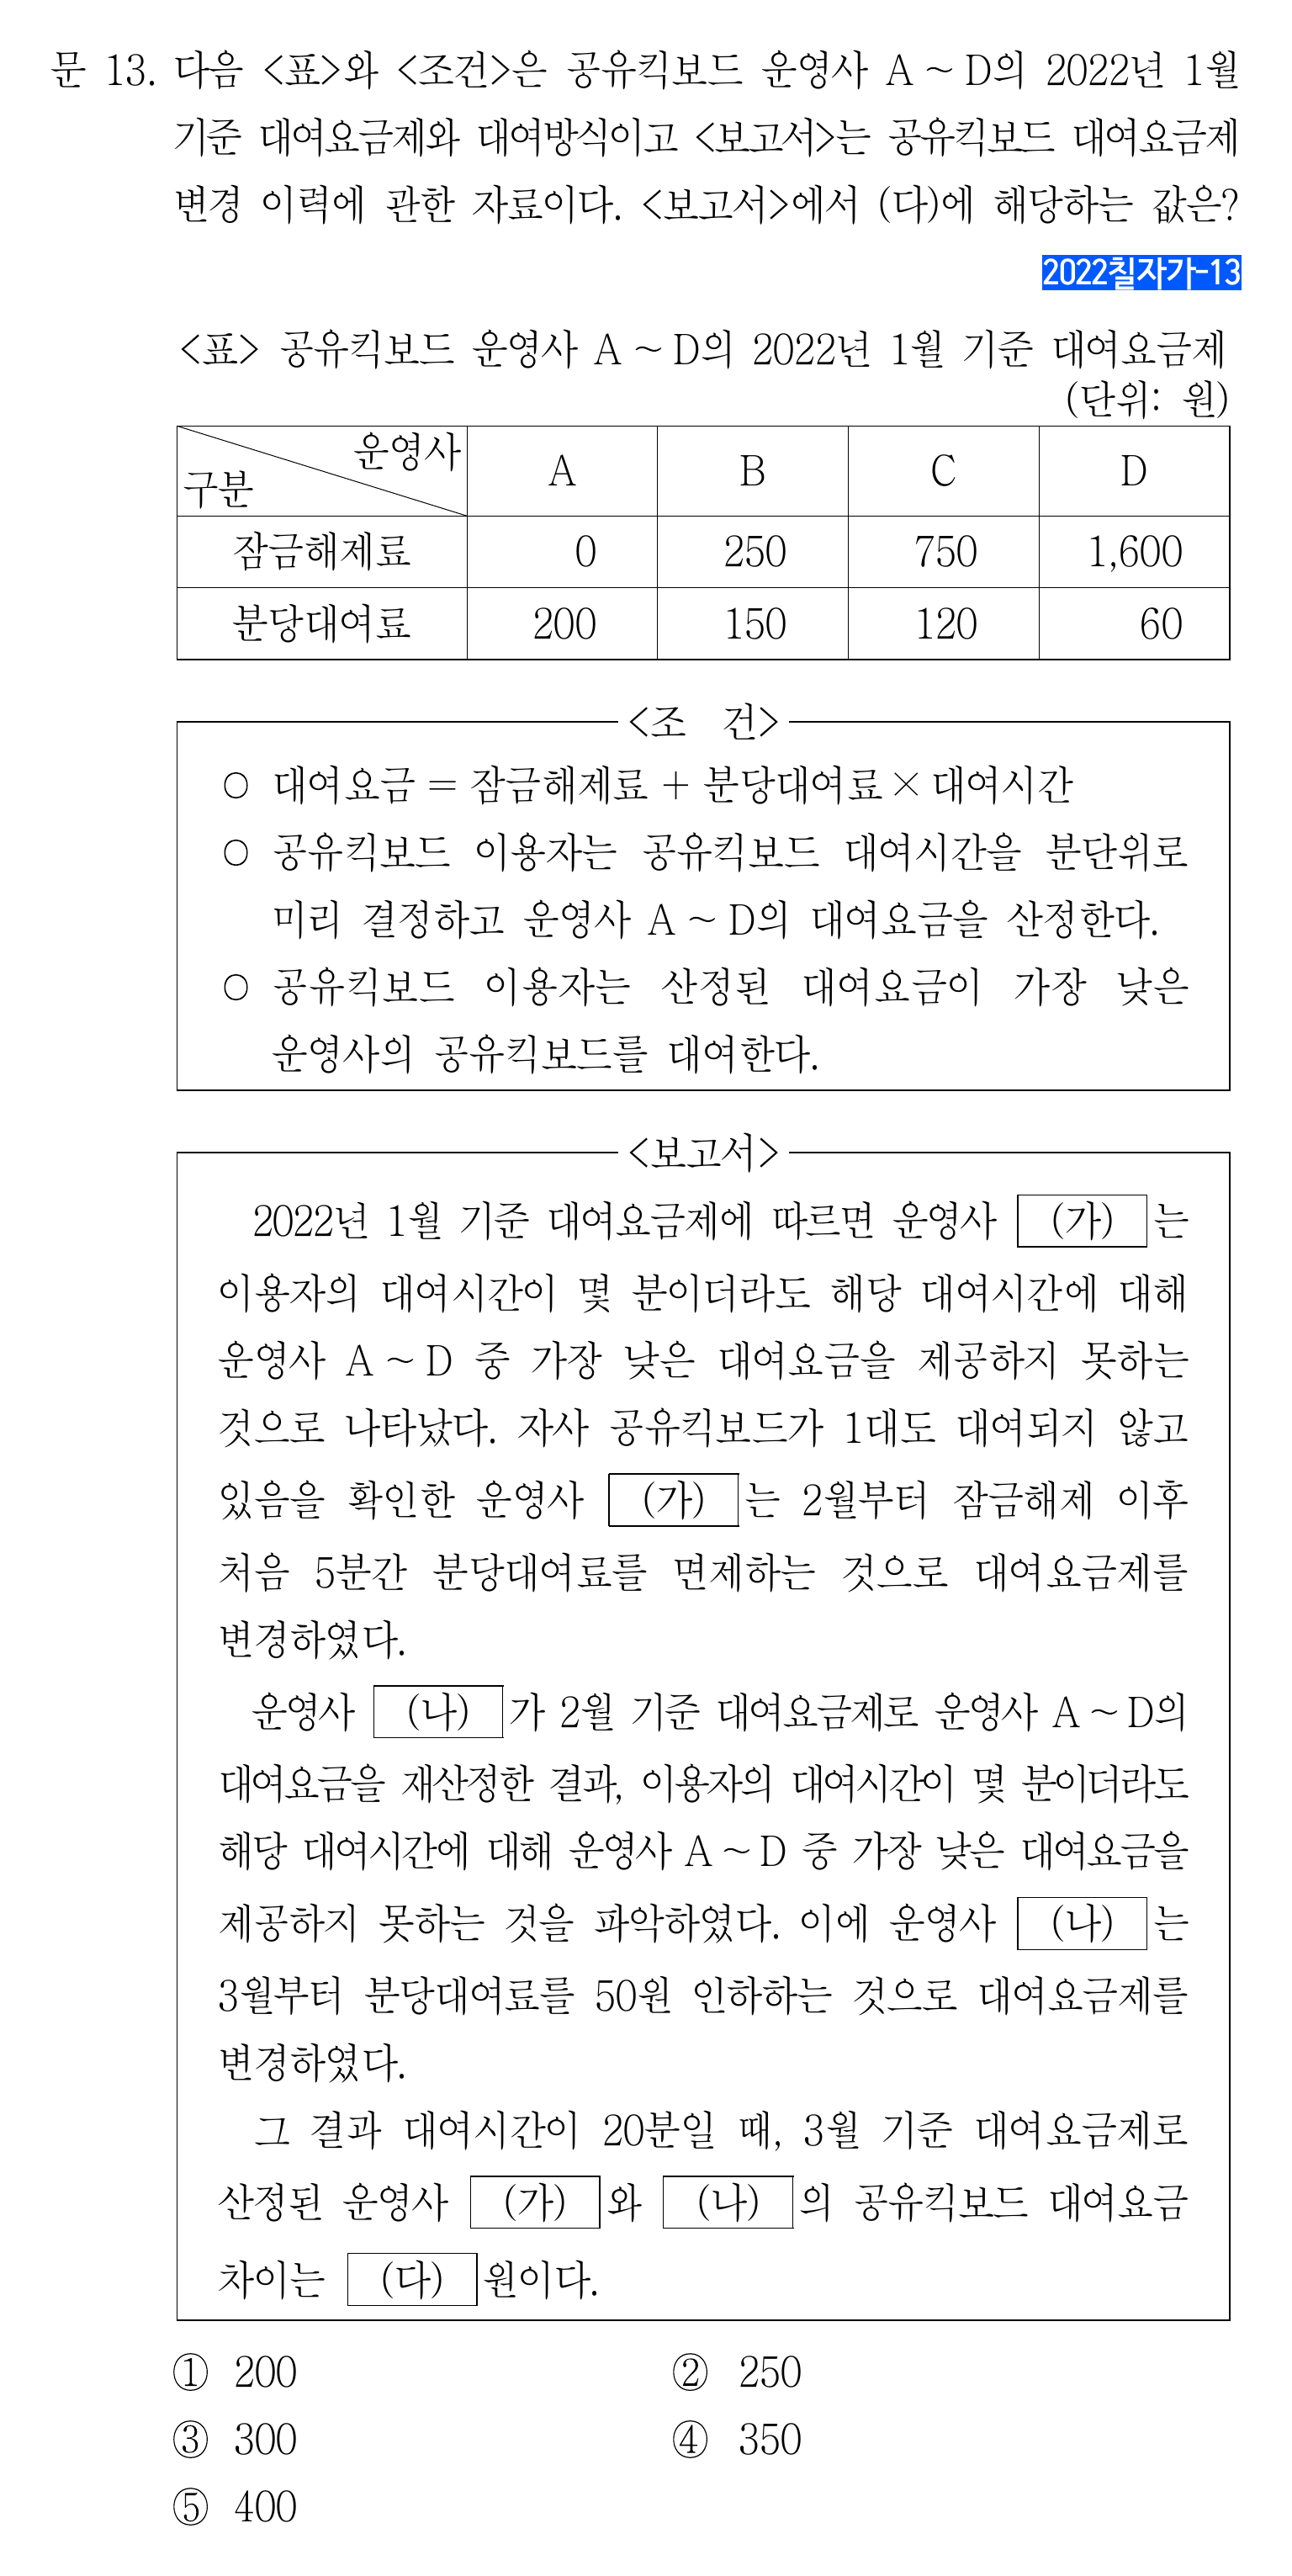 문 13. 다음 <표>와 <조건>은 공유킥보드 운영사 A ~ D의 2022년 1월
기준 대여요금제와 대여방식이고 <보고서>는 공유킥보드 대여요금제
변경 이력에 관한 자료이다. <보고서>에서 (다)에 해당하는 값은?
2022칠자가-13
<표> 공유킥보드 운영사 A ~ D의 2022년 1월 기준 대여요금제
(단위: 원)
운영사
구분 A B C D
잠금해제료 0 250 750 1,600
분당대여료 200 150 120 60
<조 건>
○ 대여요금 = 잠금해제료 + 분당대여료 × 대여시간
○ 공유킥보드 이용자는 공유킥보드 대여시간을 분단위로
미리 결정하고 운영사 A ~ D의 대여요금을 산정한다.
○ 공유킥보드 이용자는 산정된 대여요금이 가장 낮은
운영사의 공유킥보드를 대여한다.
<보고서>
2022년 1월 기준 대여요금제에 따르면 운영사 (가) 는
이용자의 대여시간이 몇 분이더라도 해당 대여시간에 대해
운영사 A ~ D 중 가장 낮은 대여요금을 제공하지 못하는
것으로 나타났다. 자사 공유킥보드가 1대도 대여되지 않고
있음을 확인한 운영사 (가) 는 2월부터 잠금해제 이후
처음 5분간 분당대여료를 면제하는 것으로 대여요금제를
변경하였다.
운영사 (나) 가 2월 기준 대여요금제로 운영사 A ~ D의
대여요금을 재산정한 결과, 이용자의 대여시간이 몇 분이더라도
해당 대여시간에 대해 운영사 A ~ D 중 가장 낮은 대여요금을
제공하지 못하는 것을 파악하였다. 이에 운영사 (나) 는
3월부터 분당대여료를 50원 인하하는 것으로 대여요금제를
변경하였다.
그 결과 대여시간이 20분일 때, 3월 기준 대여요금제로
산정된 운영사 (가) 와 (나) 의 공유킥보드 대여요금
차이는 (다) 원이다.
① 200 ② 250
③ 300 ④ 350
⑤ 400